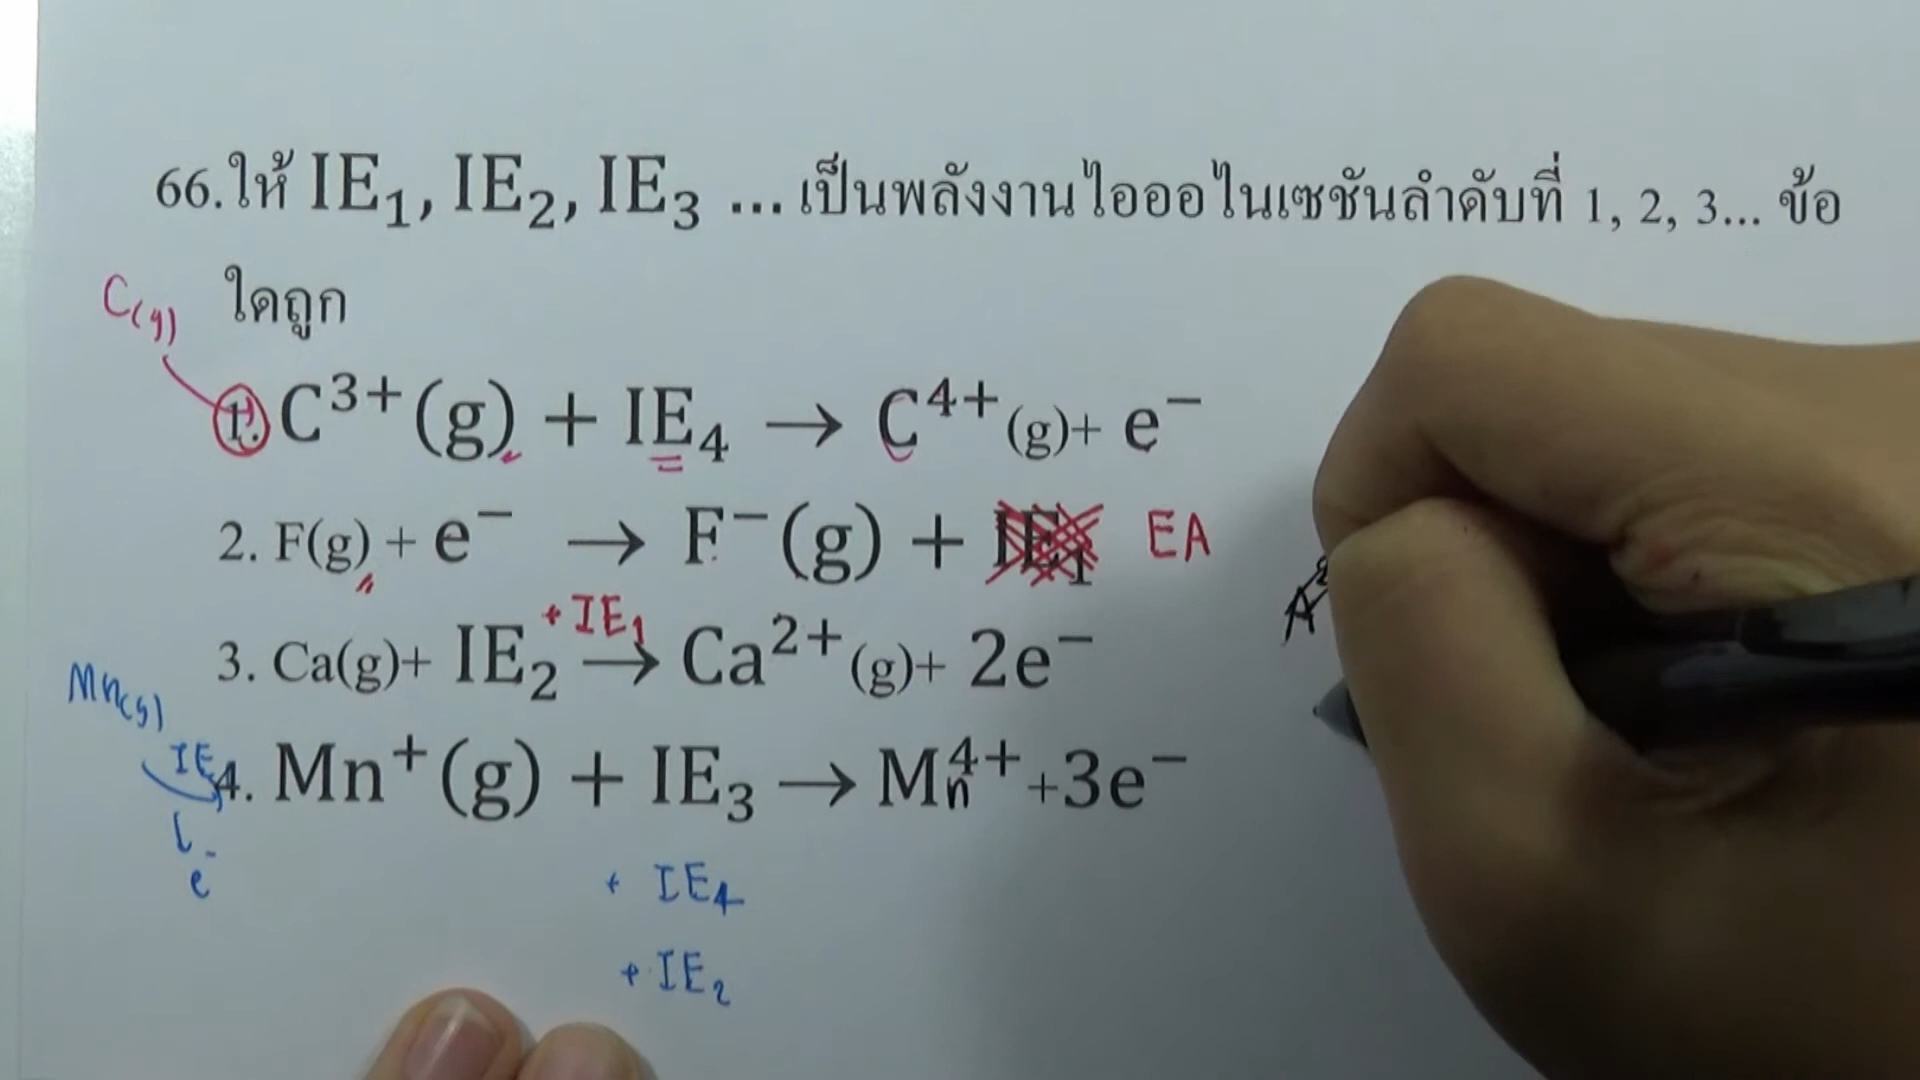 66.ให้ IE₁, IE₂, IE₃ ... เป็นพลังงานไอออไนเซชันลำดับที่ 1, 2, 3... ข้อ
ใดถูก
C(g)
1. C³⁺(g) + IE₄ → C⁴⁺(g)+ e⁻
2. F(g) + e⁻ → F⁻(g) + IE₁ EA
+ IE₁
3. Ca(g)+ IE₂ → Ca²⁺(g)+ 2e⁻
Mn(g)
IE
4. Mn⁺(g) + IE₃ → Mn⁴⁺+3e⁻
e⁻
+ IE₄
+ IE₂